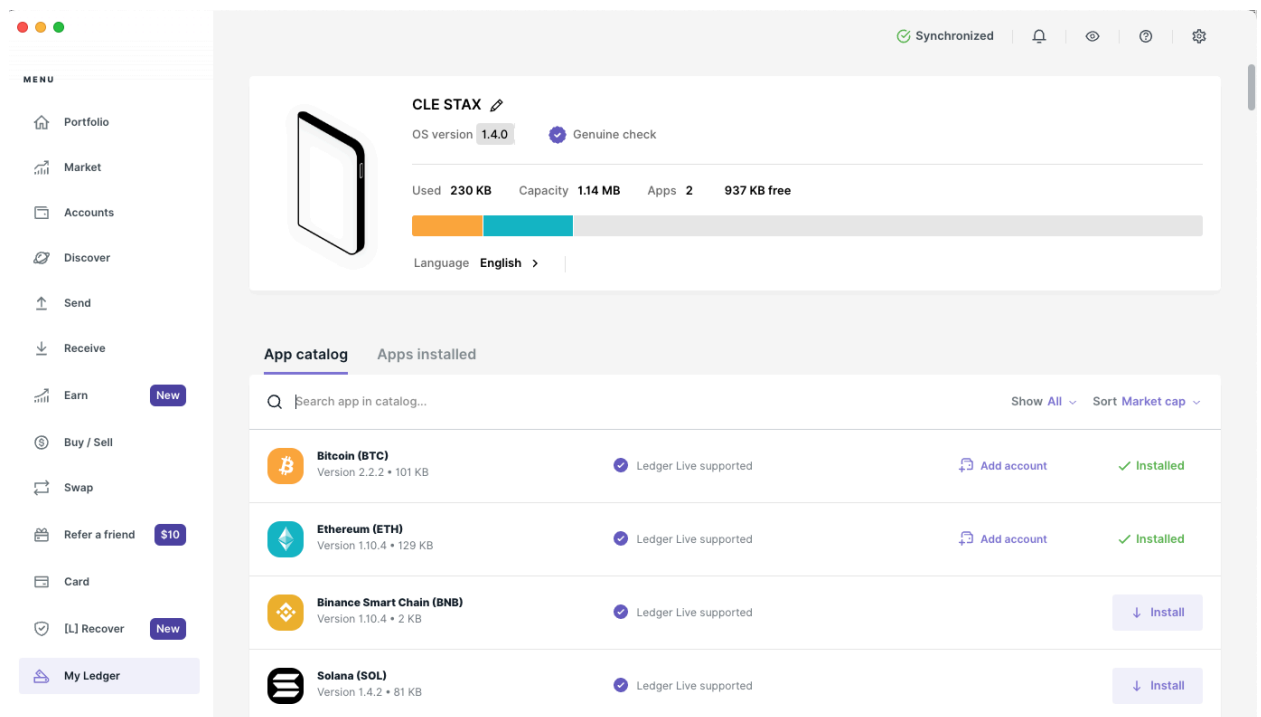 Synchronized
MENU
Portfolio
Market
Accounts
Discover
Send
Receive
Earn New
Buy / Sell
Swap
Refer a friend $10
Card
[L] Recover New
My Ledger
CLE STAX
OS version 1.4.0 Genuine check
Used 230 KB Capacity 1.14 MB Apps 2 937 KB free
Language English
App catalog Apps installed
Search app in catalog... Show All Sort Market cap
Bitcoin (BTC)
Version 2.2.2 • 101 KB
Ledger Live supported Add account Installed
Ethereum (ETH)
Version 1.10.4 • 129 KB
Ledger Live supported Add account Installed
Binance Smart Chain (BNB)
Version 1.10.4 • 2 KB
Ledger Live supported Install
Solana (SOL)
Version 1.4.2 • 81 KB
Ledger Live supported Install